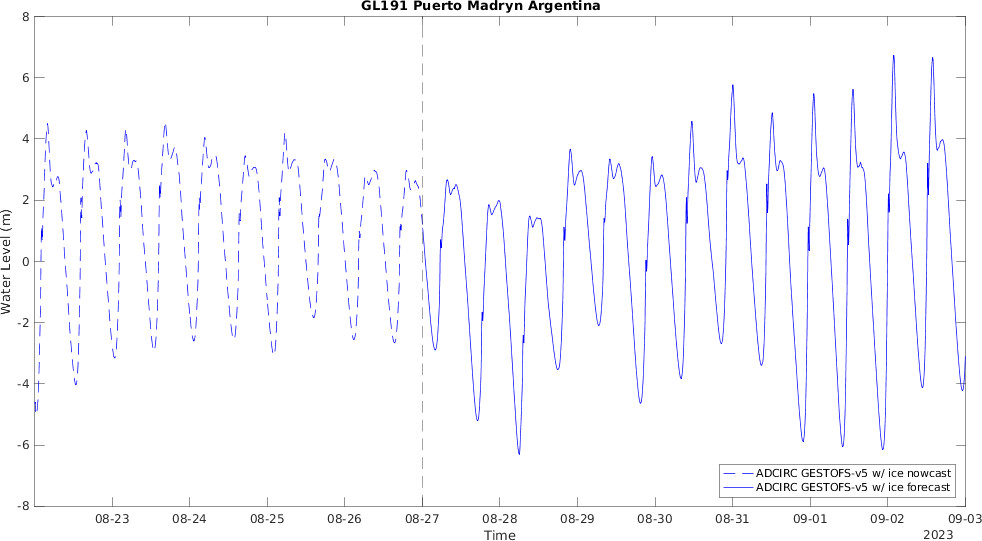 GL191 Puerto Madryn Argentina
8
6
4
2
0
-2
-4
-6
-8
Water Level (m)
ADCIRC GESTOFS-v5 w/ ice nowcast
ADCIRC GESTOFS-v5 w/ ice forecast
08-23 08-24 08-25 08-26 08-27 08-28 08-29 08-30 08-31 09-01 09-02 09-03
Time
2023